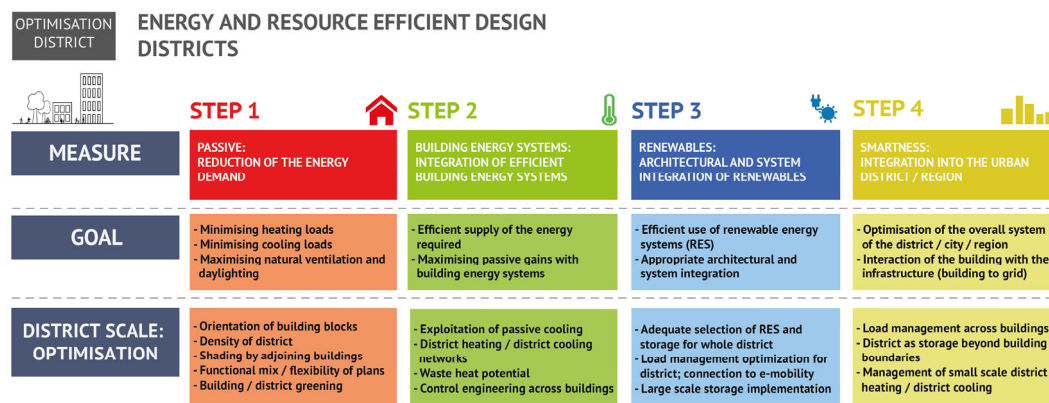 OPTIMISATION
DISTRICT
ENERGY AND RESOURCE EFFICIENT DESIGN
DISTRICTS
STEP 1
STEP 2
STEP 3
STEP 4
MEASURE
PASSIVE:
REDUCTION OF THE ENERGY
DEMAND
BUILDING ENERGY SYSTEMS:
INTEGRATION OF EFFICIENT
BUILDING ENERGY SYSTEMS
RENEWABLES:
ARCHITECTURAL AND SYSTEM
INTEGRATION OF RENEWABLES
SMARTNESS:
INTEGRATION INTO THE URBAN
DISTRICT / REGION
GOAL
- Minimising heating loads
- Minimising cooling loads
- Maximising natural ventilation and
daylighting
- Efficient supply of the energy
required
- Maximising passive gains with
building energy systems
- Efficient use of renewable energy
systems (RES)
- Appropriate architectural and
system integration
- Optimisation of the overall system
of the district / city / region
- Interaction of the building with the
infrastructure (building to grid)
DISTRICT SCALE:
OPTIMISATION
- Orientation of building blocks
- Density of district
- Shading by adjoining buildings
- Functional mix / flexibility of plans
- Building / district greening
- Exploitation of passive cooling
- District heating / district cooling
networks
- Waste heat potential
- Control engineering across buildings
- Adequate selection of RES and
storage for whole district
- Load management optimization for
district; connection to e-mobility
- Large scale storage implementation
- Load management across buildings
- District as storage beyond building
boundaries
- Management of small scale district
heating / district cooling